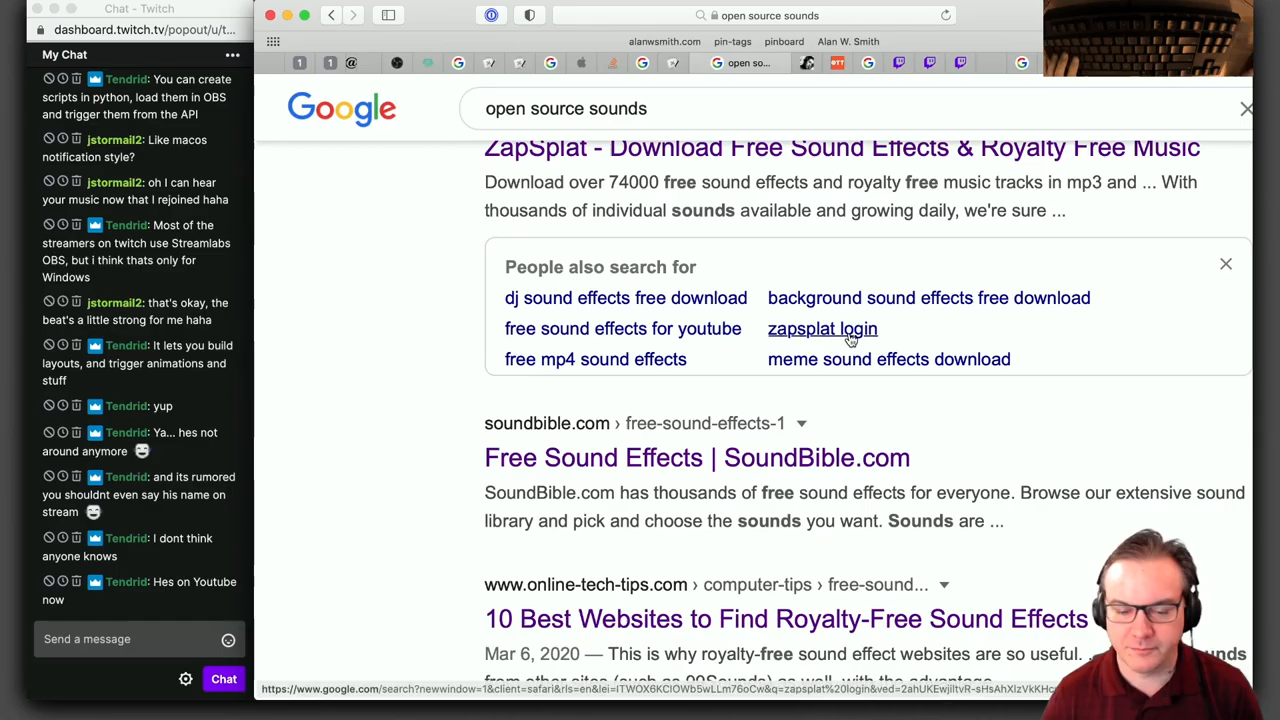 Chat - Twitch
dashboard.twitch.tv/popout/u/t...
My Chat
Tendrid: You can create
scripts in python, load them in OBS
and trigger them from the API
jstormail2: Like macos
notification style?
jstormail2: oh I can hear
your music now that I rejoined haha
Tendrid: Most of the
streamers on twitch use Streamlabs
OBS, but i think thats only for
Windows
jstormail2: that's okay, the
beat's a little strong for me haha
Tendrid: It lets you build
layouts, and trigger animations and
stuff
Tendrid: yup
Tendrid: Ya... hes not
around anymore
Tendrid: and its rumored
you shouldnt even say his name on
stream
Tendrid: I dont think
anyone knows
Tendrid: Hes on Youtube
now
Send a message
Chat
open source sounds
alanwsmith.com pin-tags pinboard Alan W. Smith
1 1 @ G G G G open so... OTT G G
Google
open source sounds
ZapSplat - Download Free Sound Effects & Royalty Free Music
Download over 74000 free sound effects and royalty free music tracks in mp3 and ... With
thousands of individual sounds available and growing daily, we're sure ...
People also search for
dj sound effects free download background sound effects free download
free sound effects for youtube zapsplat login
free mp4 sound effects meme sound effects download
soundbible.com › free-sound-effects-1
Free Sound Effects | SoundBible.com
SoundBible.com has thousands of free sound effects for everyone. Browse our extensive sound
library and pick and choose the sounds you want. Sounds are ...
www.online-tech-tips.com › computer-tips › free-sound...
10 Best Websites to Find Royalty-Free Sound Effects
Mar 6, 2020 — This is why royalty-free sound effect websites are so useful.